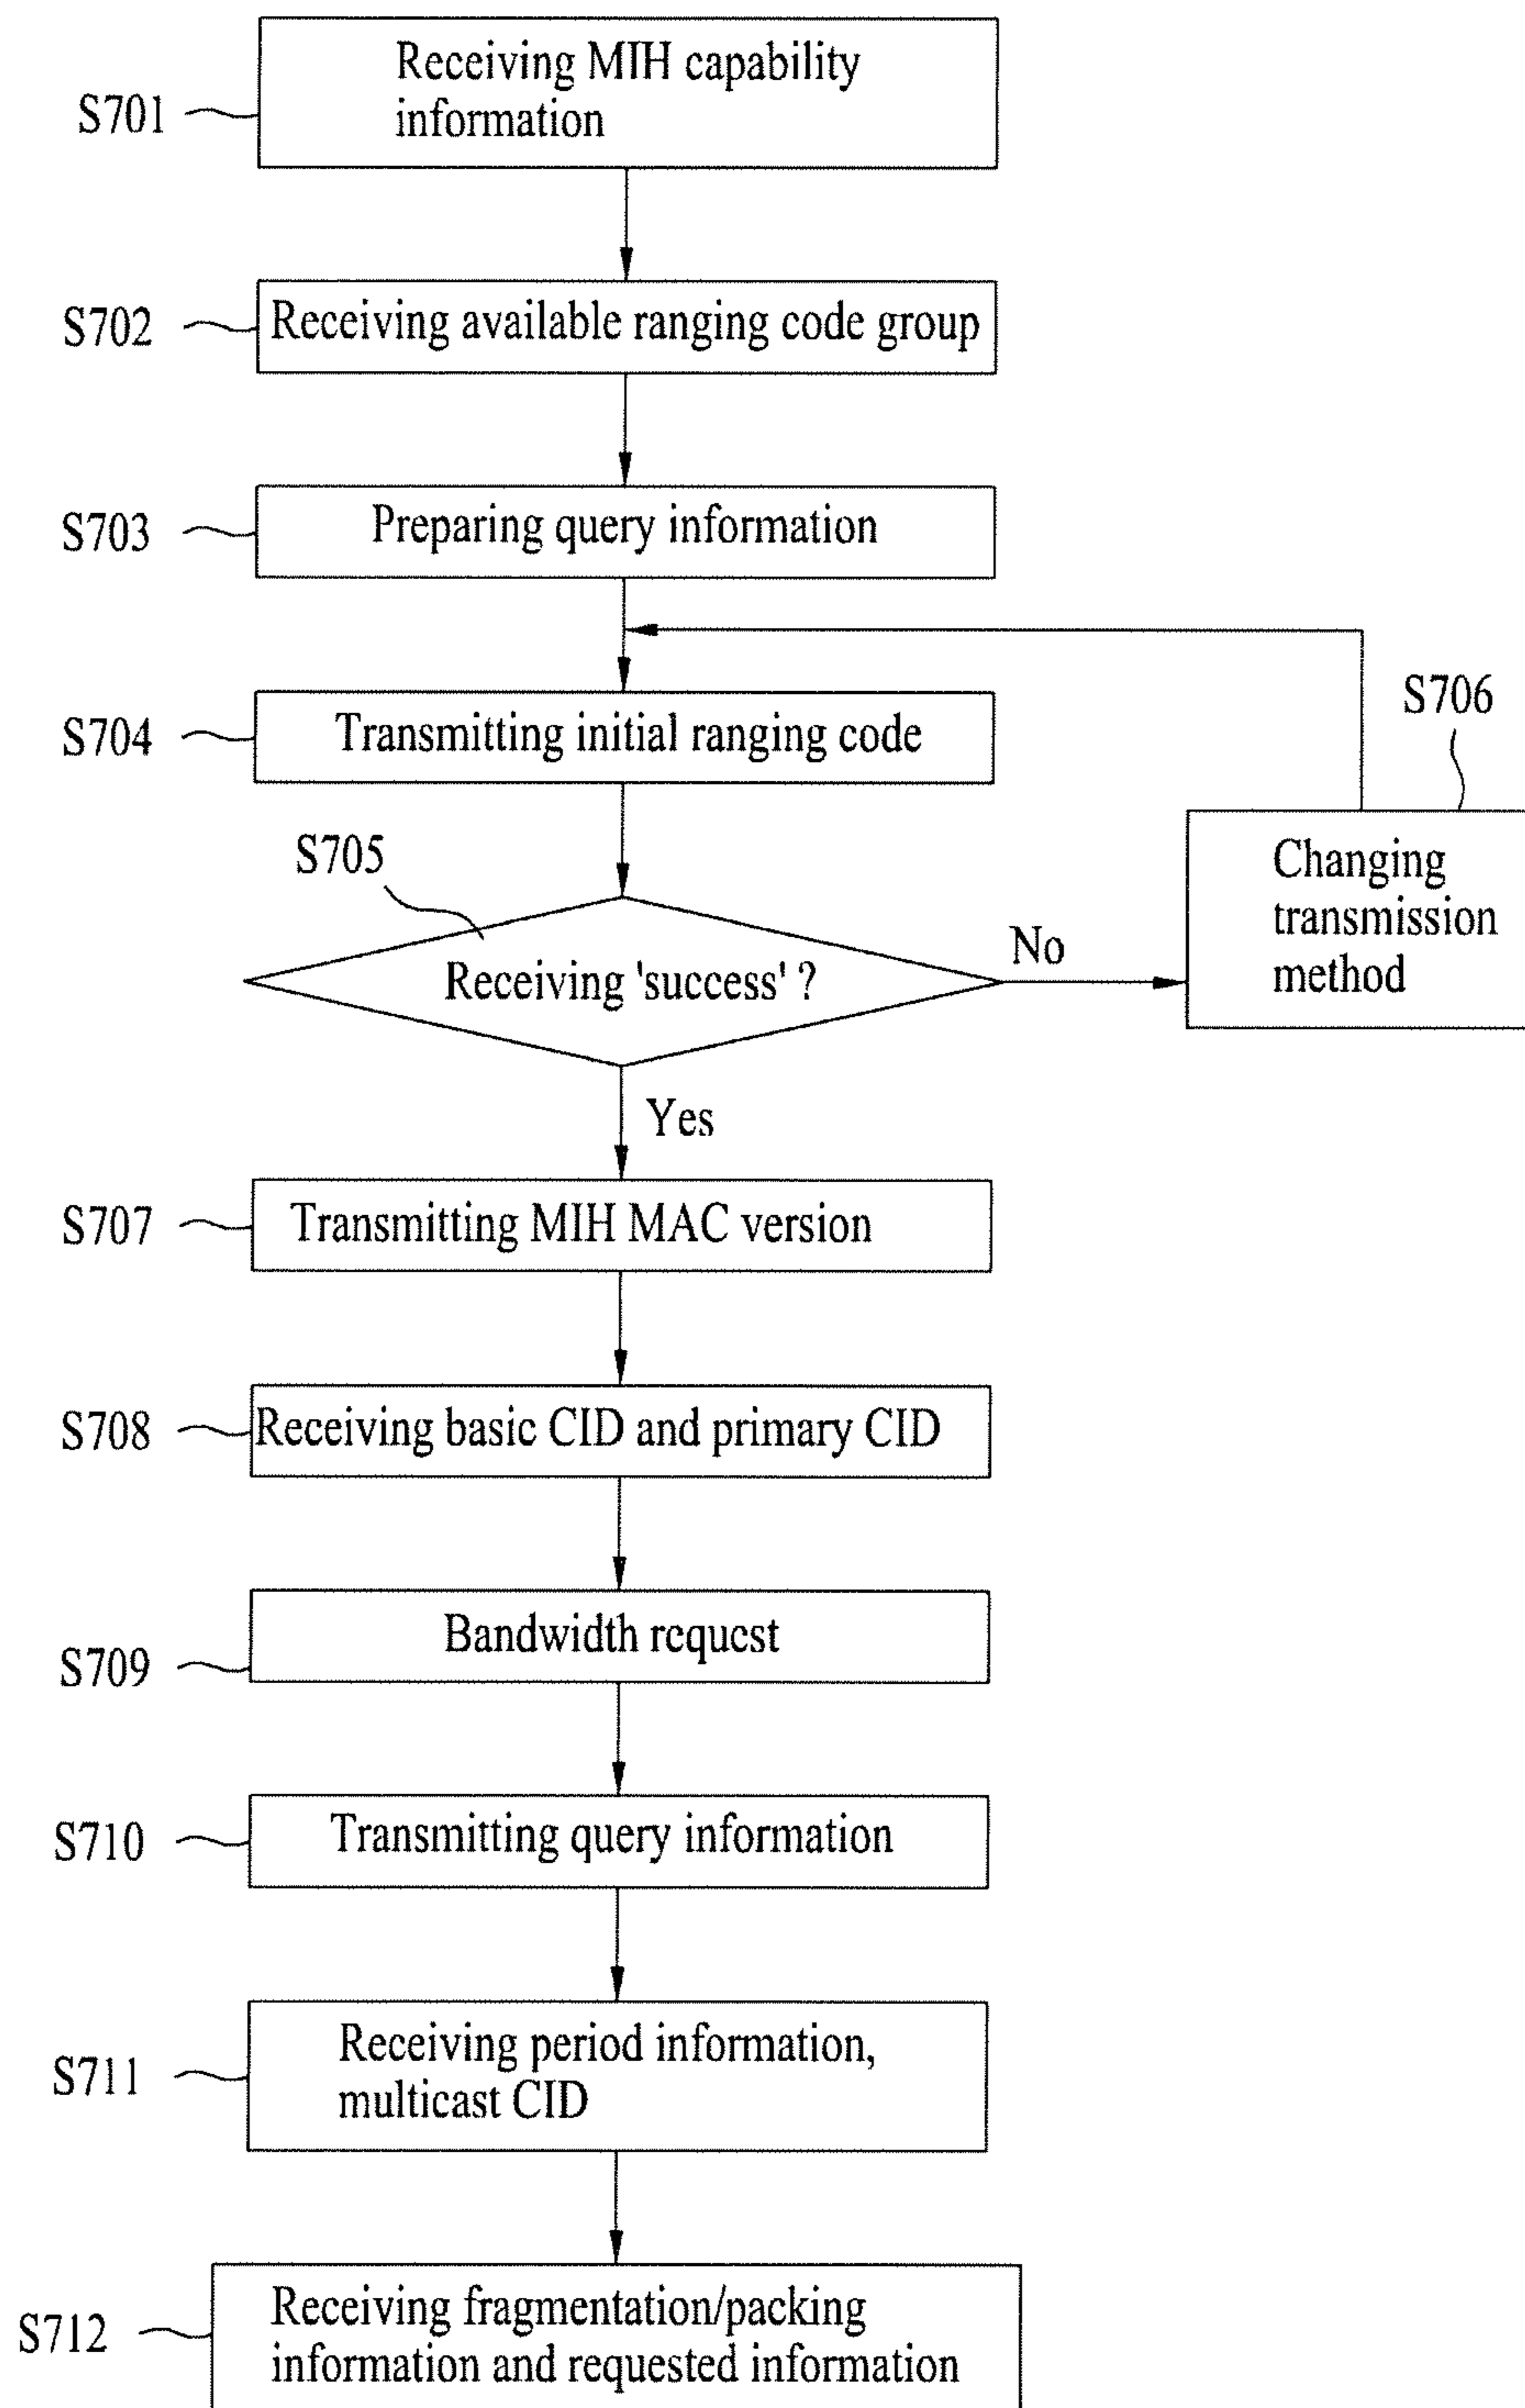 Receiving MIH capability
information
S701
S702
Receiving available ranging code group
S703
Preparing query information
S704
Transmitting initial ranging code
S706
Changing
transmission
method
S705
Receiving 'success' ?
No
Yes
S707
Transmitting MIH MAC version
S708
Receiving basic CID and primary CID
S709
Bandwidth request
S710
Transmitting query information
S711
Receiving period information,
multicast CID
S712
Receiving fragmentation/packing
information and requested information